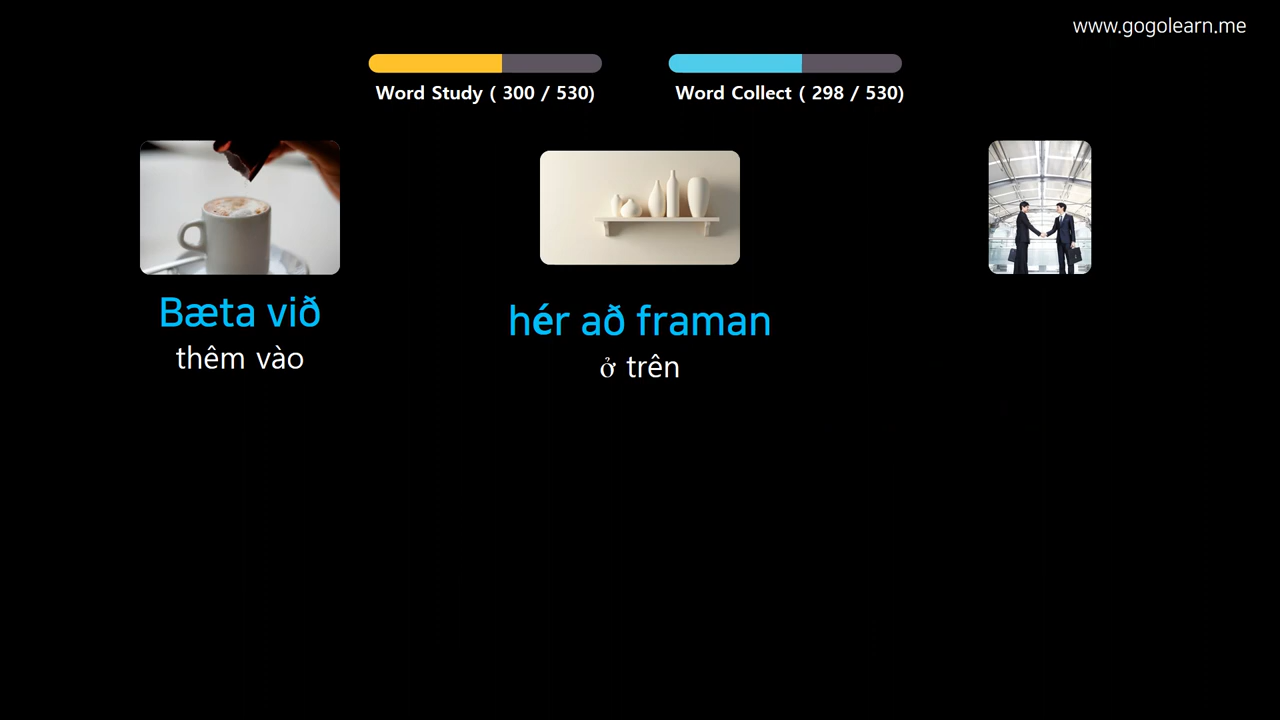 www.gogolearn.me
Word Study ( 300 / 530)
Word Collect ( 298 / 530)
Bæta við
thêm vào
hér að framan
ở trên